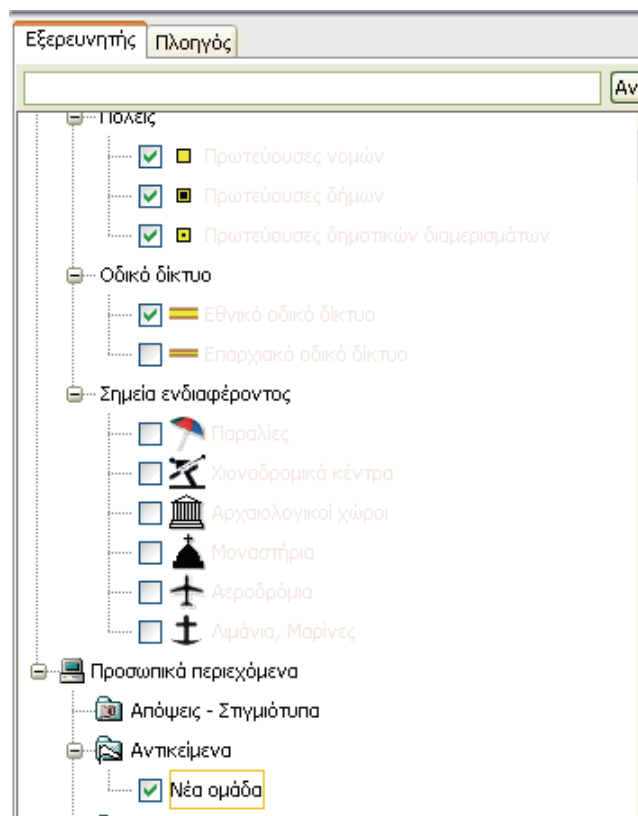 Εξερευνητής Πλοηγός
Αν
Πόλεις
Πρωτεύουσες νομών
Πρωτεύουσες δήμων
Πρωτεύουσες δημοτικών διαμερισμάτων
Οδικό δίκτυο
Εθνικό οδικό δίκτυο
Επαρχιακό οδικό δίκτυο
Σημεία ενδιαφέροντος
Παραλίες
Χιονοδρομικά κέντρα
Αρχαιολογικοί χώροι
Μοναστήρια
Αεροδρόμια
Λιμάνια, Μαρίνες
Προσωπικά περιεχόμενα
Απόψεις - Στιγμιότυπα
Αντικείμενα
Νέα ομάδα